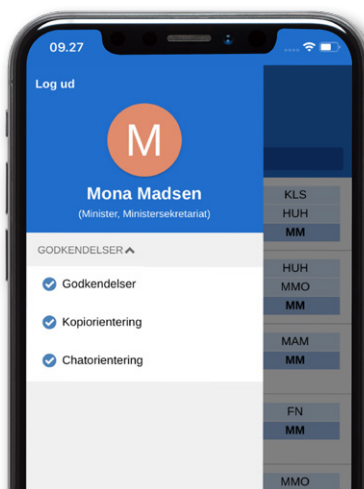 09.27
Log ud
M
Mona Madsen
(Minister, Ministersekretariat)
GODKENDELSER
Godkendelser
Kopiorientering
Chatorientering
KLS
HUH
MM
HUH
MMO
MM
MAM
MM
FN
MM
MMO